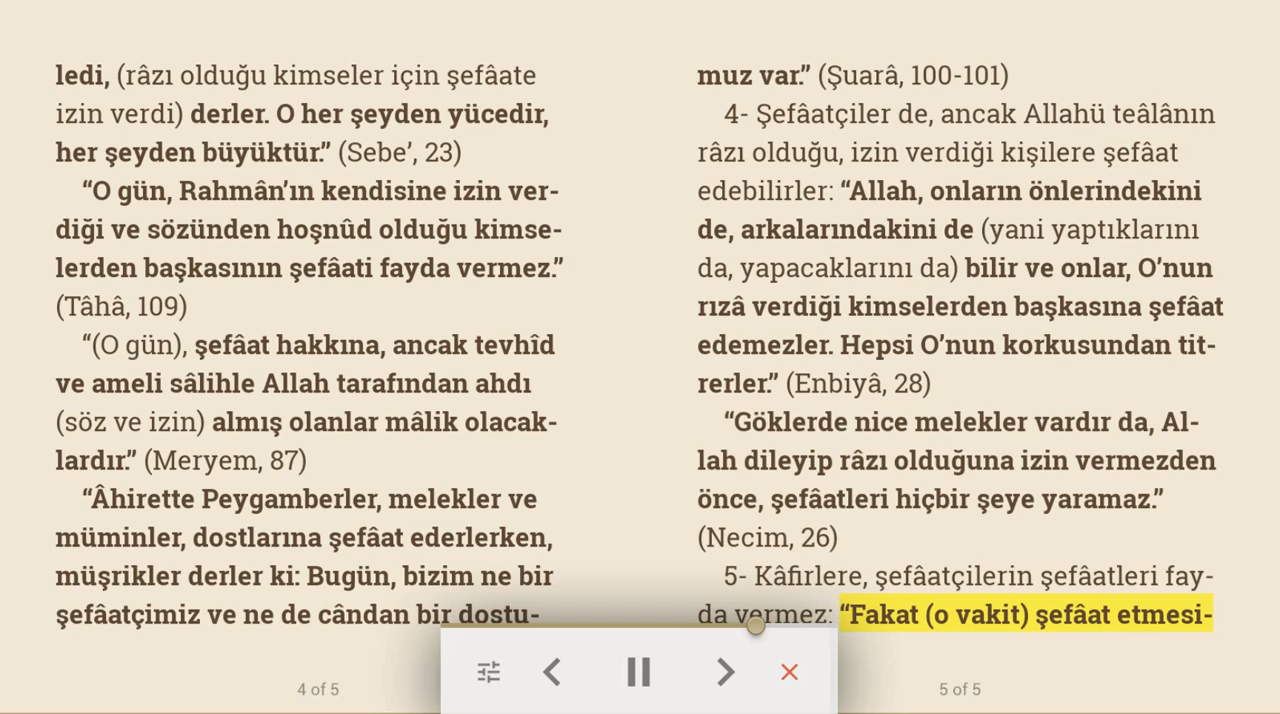 ledi, (râzı olduğu kimseler için şefâate
izin verdi) derler. O her şeyden yücedir,
her şeyden büyüktür.” (Sebe’, 23)
“O gün, Rahmân’ın kendisine izin ver-
diği ve sözünden hoşnûd olduğu kimse-
lerden başkasının şefâati fayda vermez.”
(Tâhâ, 109)
“(O gün), şefâat hakkına, ancak tevhîd
ve ameli sâlihle Allah tarafından ahdı
(söz ve izin) almış olanlar mâlik olacak-
lardır.” (Meryem, 87)
“Âhirette Peygamberler, melekler ve
müminler, dostlarına şefâat ederlerken,
müşrikler derler ki: Bugün, bizim ne bir
şefâatçimiz ve ne de cândan bir dostu-
4 of 5
muz var.” (Şuarâ, 100-101)
4- Şefâatçiler de, ancak Allahü teâlânın
râzı olduğu, izin verdiği kişilere şefâat
edebilirler: “Allah, onların önlerindekini
de, arkalarındakini de (yani yaptıklarını
da, yapacaklarını da) bilir ve onlar, O’nun
rızâ verdiği kimselerden başkasına şefâat
edemezler. Hepsi O’nun korkusundan tit-
rerler.” (Enbiyâ, 28)
“Göklerde nice melekler vardır da, Al-
lah dileyip râzı olduğuna izin vermezden
önce, şefâatleri hiçbir şeye yaramaz.”
(Necim, 26)
5- Kâfirlere, şefâatçilerin şefâatleri fay-
da vermez: “Fakat (o vakit) şefâat etmesi-
5 of 5